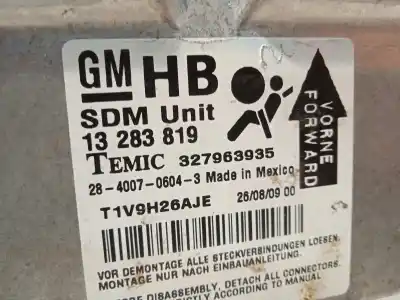 GM HB
SDM Unit
13 283 819
TEMIC 327963935
28-4007-0604-3 Made in Mexico
T1V9H26AJE 26/08/09 00
VORNE
FORWARD
VOR DEMONTAGE ALLE STECKVERBINDUNGEN LOESEN.
MONTAGE NUR NACH EINBAUANLEITUNG.
DISASSEMBLY, DETACH ALL CONNECTORS.
STRICTLY ACCORDING TO MANUAL